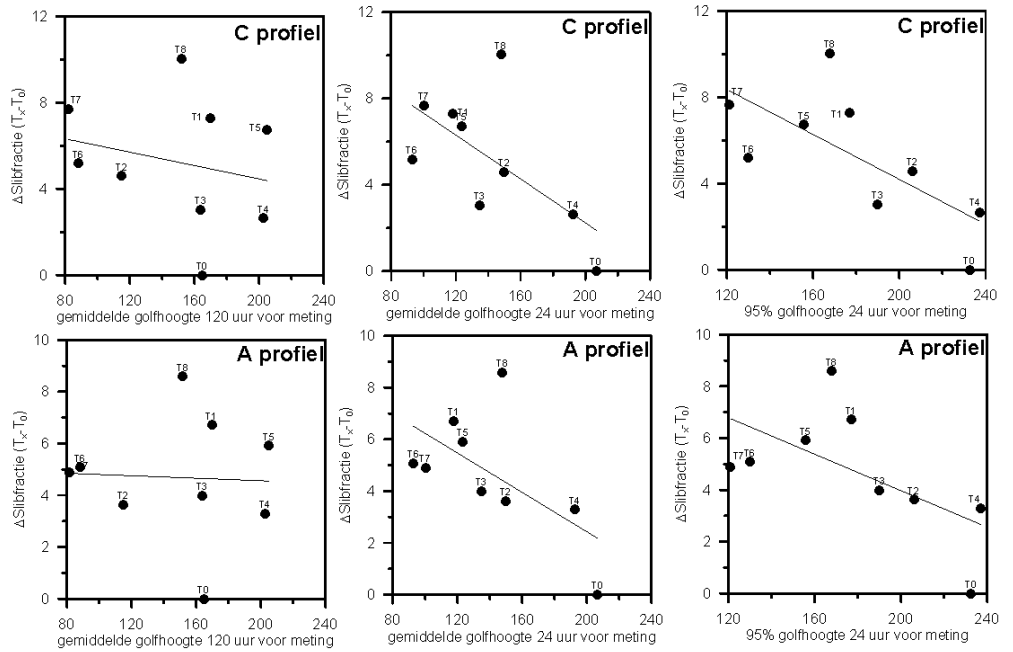 C profiel
ΔSlibfractie (Tx-T0)
12
8
4
0
T8
T7
T1
T5
T6
T2
T3
T4
T0
80 120 160 200 240
gemiddelde golfhoogte 120 uur voor meting
C profiel
ΔSlibfractie (Tx-T0)
12
8
4
0
T8
T7
T1
T5
T6
T2
T3
T4
T0
80 120 160 200 240
gemiddelde golfhoogte 24 uur voor meting
C profiel
ΔSlibfractie (Tx-T0)
12
8
4
0
T8
T7
T1
T5
T6
T2
T3
T4
T0
120 160 200 240
95% golfhoogte 24 uur voor meting
A profiel
ΔSlibfractie (Tx-T0)
10
8
6
4
2
0
T8
T1
T5
T6
T7
T2
T3
T4
T0
80 120 160 200 240
gemiddelde golfhoogte 120 uur voor meting
A profiel
ΔSlibfractie (Tx-T0)
10
8
6
4
2
0
T8
T1
T5
T6
T7
T3
T2
T4
T0
80 120 160 200 240
gemiddelde golfhoogte 24 uur voor meting
A profiel
ΔSlibfractie (Tx-T0)
10
8
6
4
2
0
T8
T1
T5
T7
T6
T3
T2
T4
T0
120 160 200 240
95% golfhoogte 24 uur voor meting